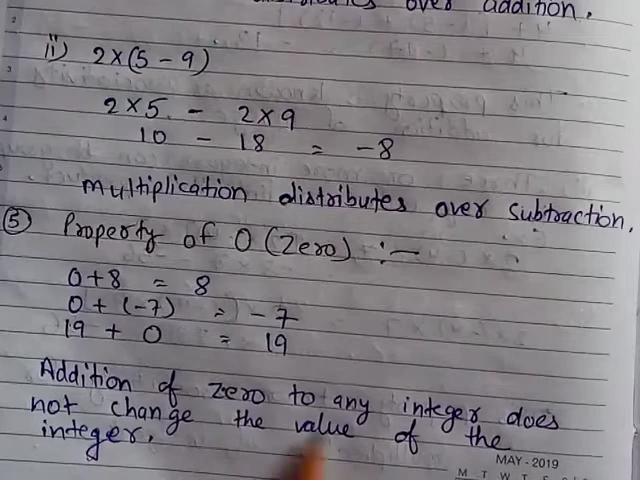 over addition.
ii) 2×(5-9)
2×5 - 2×9
10 - 18 = -8
multiplication distributes over subtraction.
⑤ Property of 0 (Zero) :-
0+8 = 8
0+(-7) = -7
19 + 0 = 19
Addition of zero to any integer does
not change the value of the
integer.
MAY - 2019
M T W T